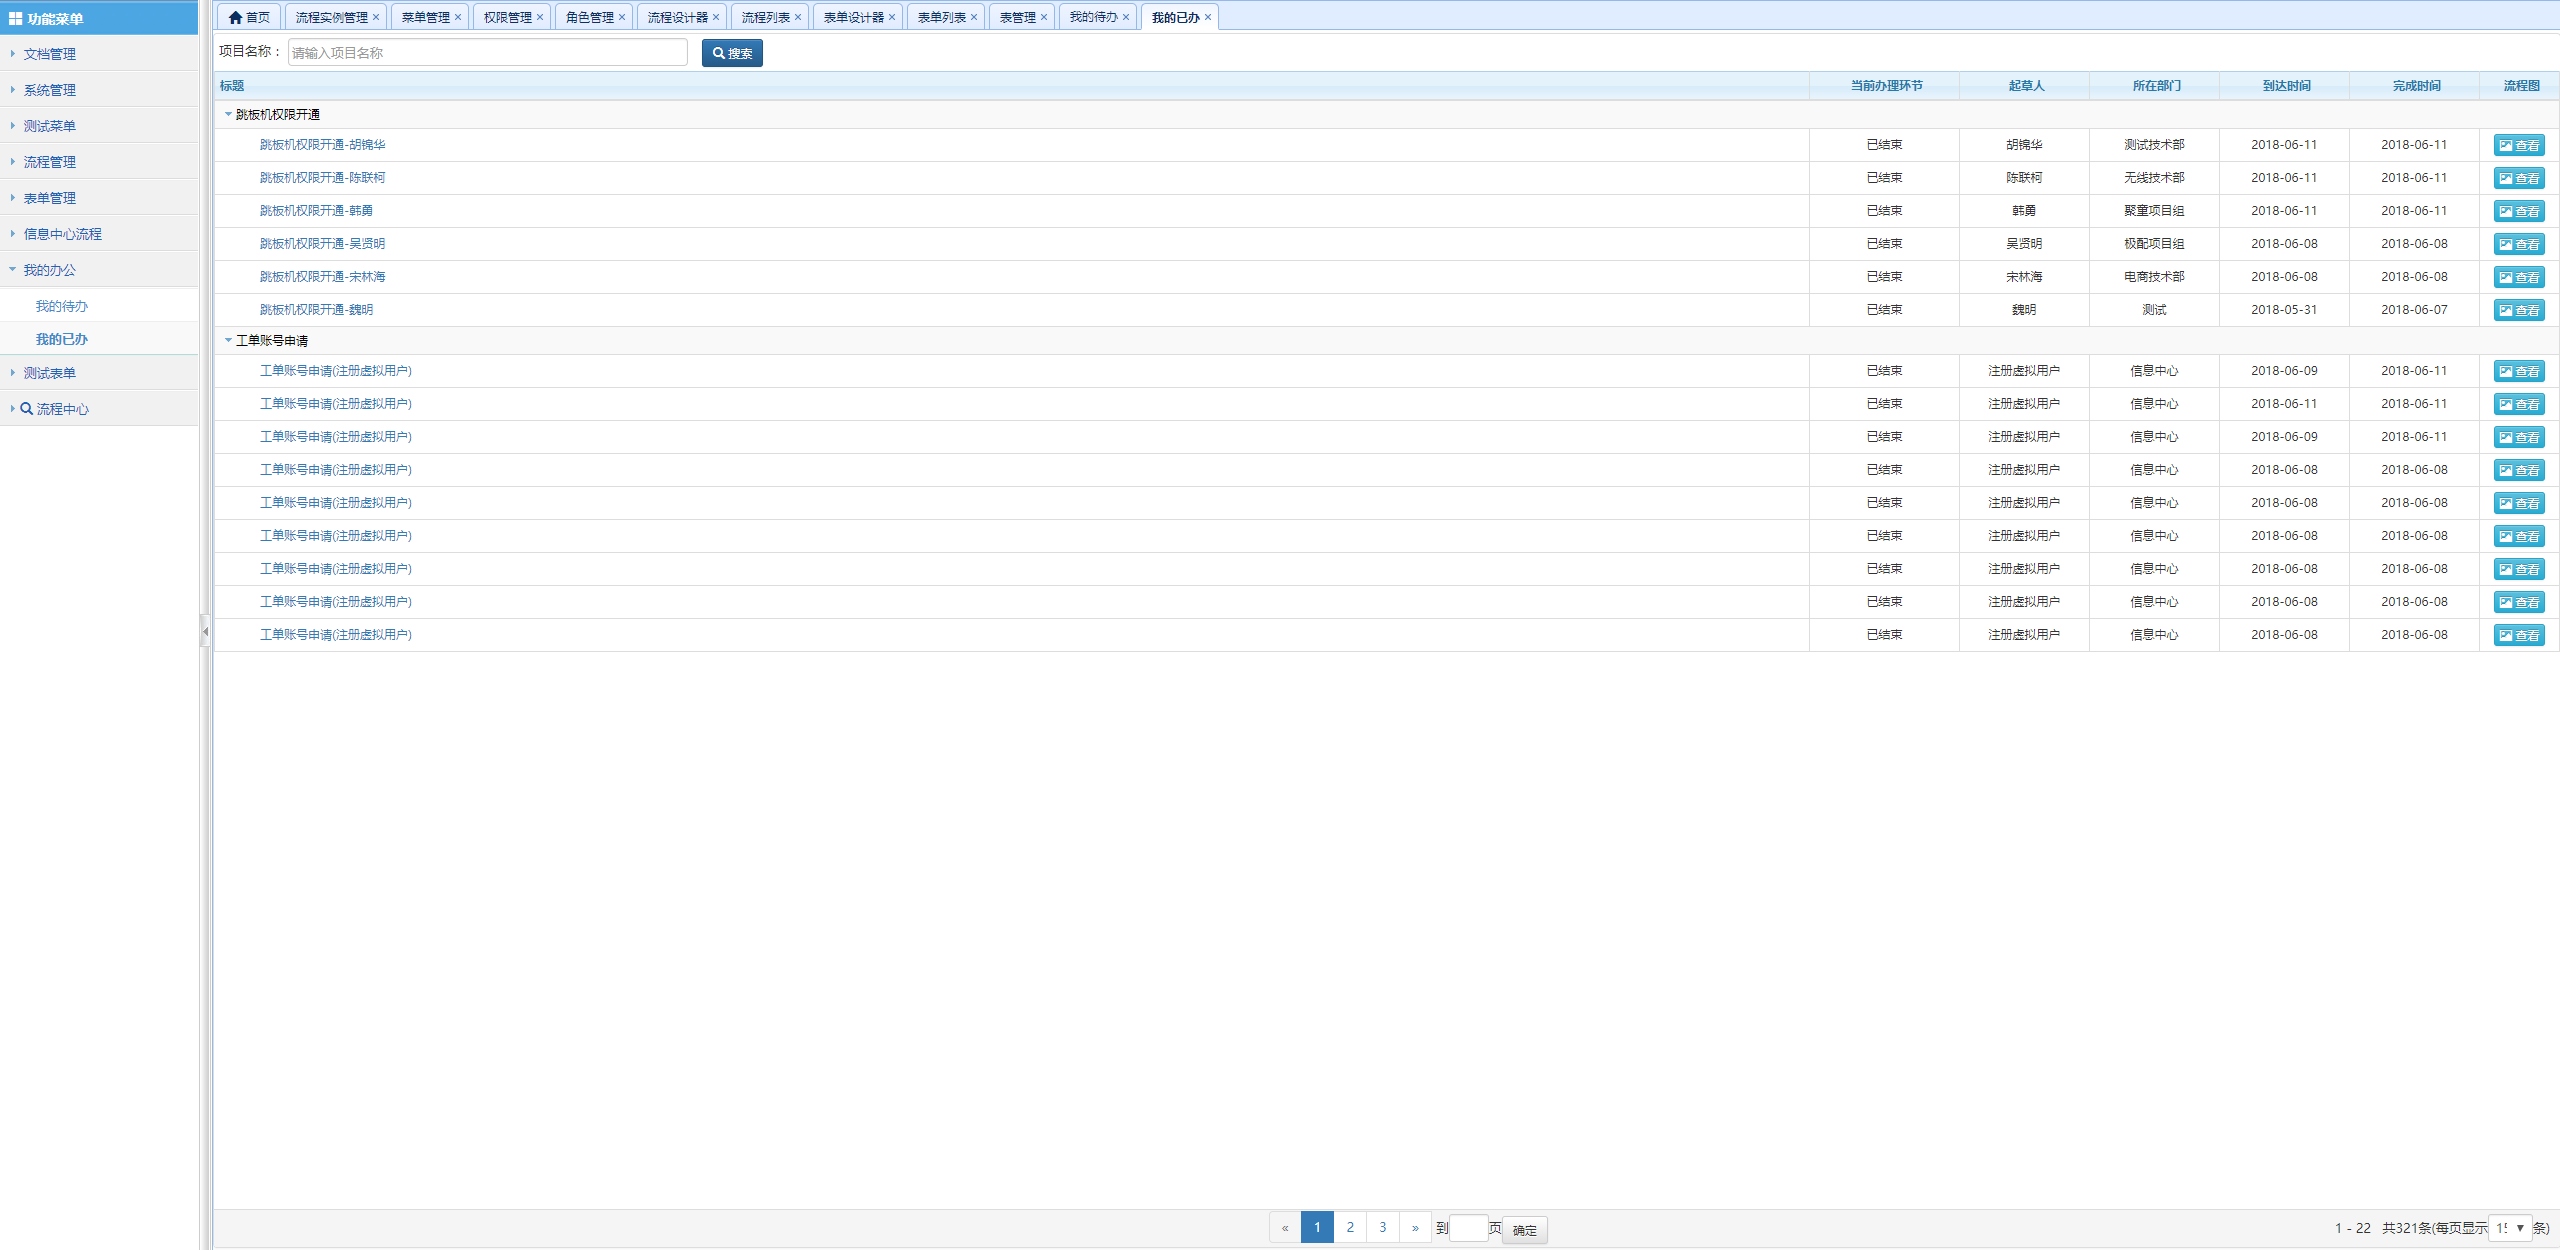 功能菜单
文档管理
系统管理
测试菜单
流程管理
表单管理
信息中心流程
我的办公
我的待办
我的已办
测试表单
流程中心
首页 流程实例管理 × 菜单管理 × 权限管理 × 角色管理 × 流程设计器 × 流程列表 × 表单设计器 × 表单列表 × 表管理 × 我的待办 × 我的已办 ×
项目名称： 请输入项目名称 搜索
标题 当前办理环节 起草人 所在部门 到达时间 完成时间 流程图
跳板机权限开通
跳板机权限开通-胡锦华 已结束 胡锦华 测试技术部 2018-06-11 2018-06-11 查看
跳板机权限开通-陈联柯 已结束 陈联柯 无线技术部 2018-06-11 2018-06-11 查看
跳板机权限开通-韩勇 已结束 韩勇 聚童项目组 2018-06-11 2018-06-11 查看
跳板机权限开通-吴贤明 已结束 吴贤明 极配项目组 2018-06-08 2018-06-08 查看
跳板机权限开通-宋林海 已结束 宋林海 电商技术部 2018-06-08 2018-06-08 查看
跳板机权限开通-魏明 已结束 魏明 测试 2018-05-31 2018-06-07 查看
工单账号申请
工单账号申请(注册虚拟用户) 已结束 注册虚拟用户 信息中心 2018-06-09 2018-06-11 查看
工单账号申请(注册虚拟用户) 已结束 注册虚拟用户 信息中心 2018-06-11 2018-06-11 查看
工单账号申请(注册虚拟用户) 已结束 注册虚拟用户 信息中心 2018-06-09 2018-06-11 查看
工单账号申请(注册虚拟用户) 已结束 注册虚拟用户 信息中心 2018-06-08 2018-06-08 查看
工单账号申请(注册虚拟用户) 已结束 注册虚拟用户 信息中心 2018-06-08 2018-06-08 查看
工单账号申请(注册虚拟用户) 已结束 注册虚拟用户 信息中心 2018-06-08 2018-06-08 查看
工单账号申请(注册虚拟用户) 已结束 注册虚拟用户 信息中心 2018-06-08 2018-06-08 查看
工单账号申请(注册虚拟用户) 已结束 注册虚拟用户 信息中心 2018-06-08 2018-06-08 查看
工单账号申请(注册虚拟用户) 已结束 注册虚拟用户 信息中心 2018-06-08 2018-06-08 查看
« 1 2 3 » 到 页 确定 1 - 22 共321条(每页显示 条)